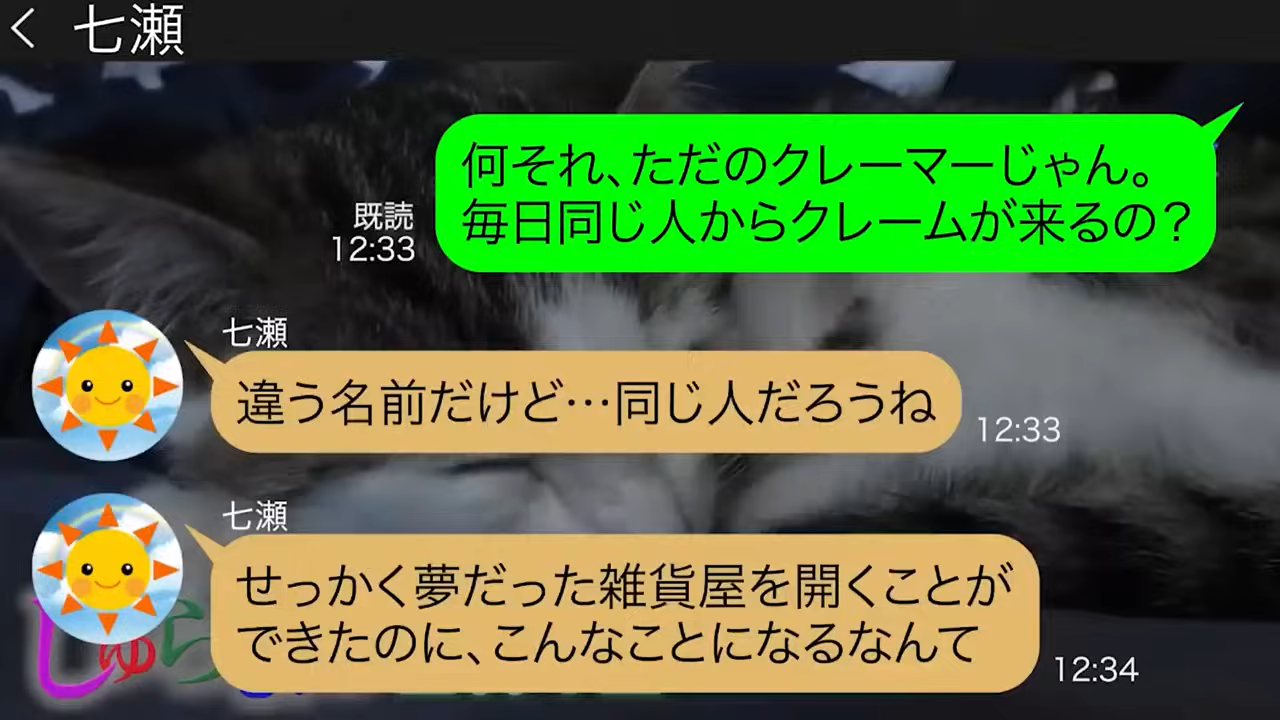 七瀬
何それ、ただのクレーマーじゃん。
毎日同じ人からクレームが来るの？
既読
12:33
七瀬
違う名前だけど…同じ人だろうね
12:33
七瀬
せっかく夢だった雑貨屋を開くことが
できたのに、こんなことになるなんて
12:34
しゅら